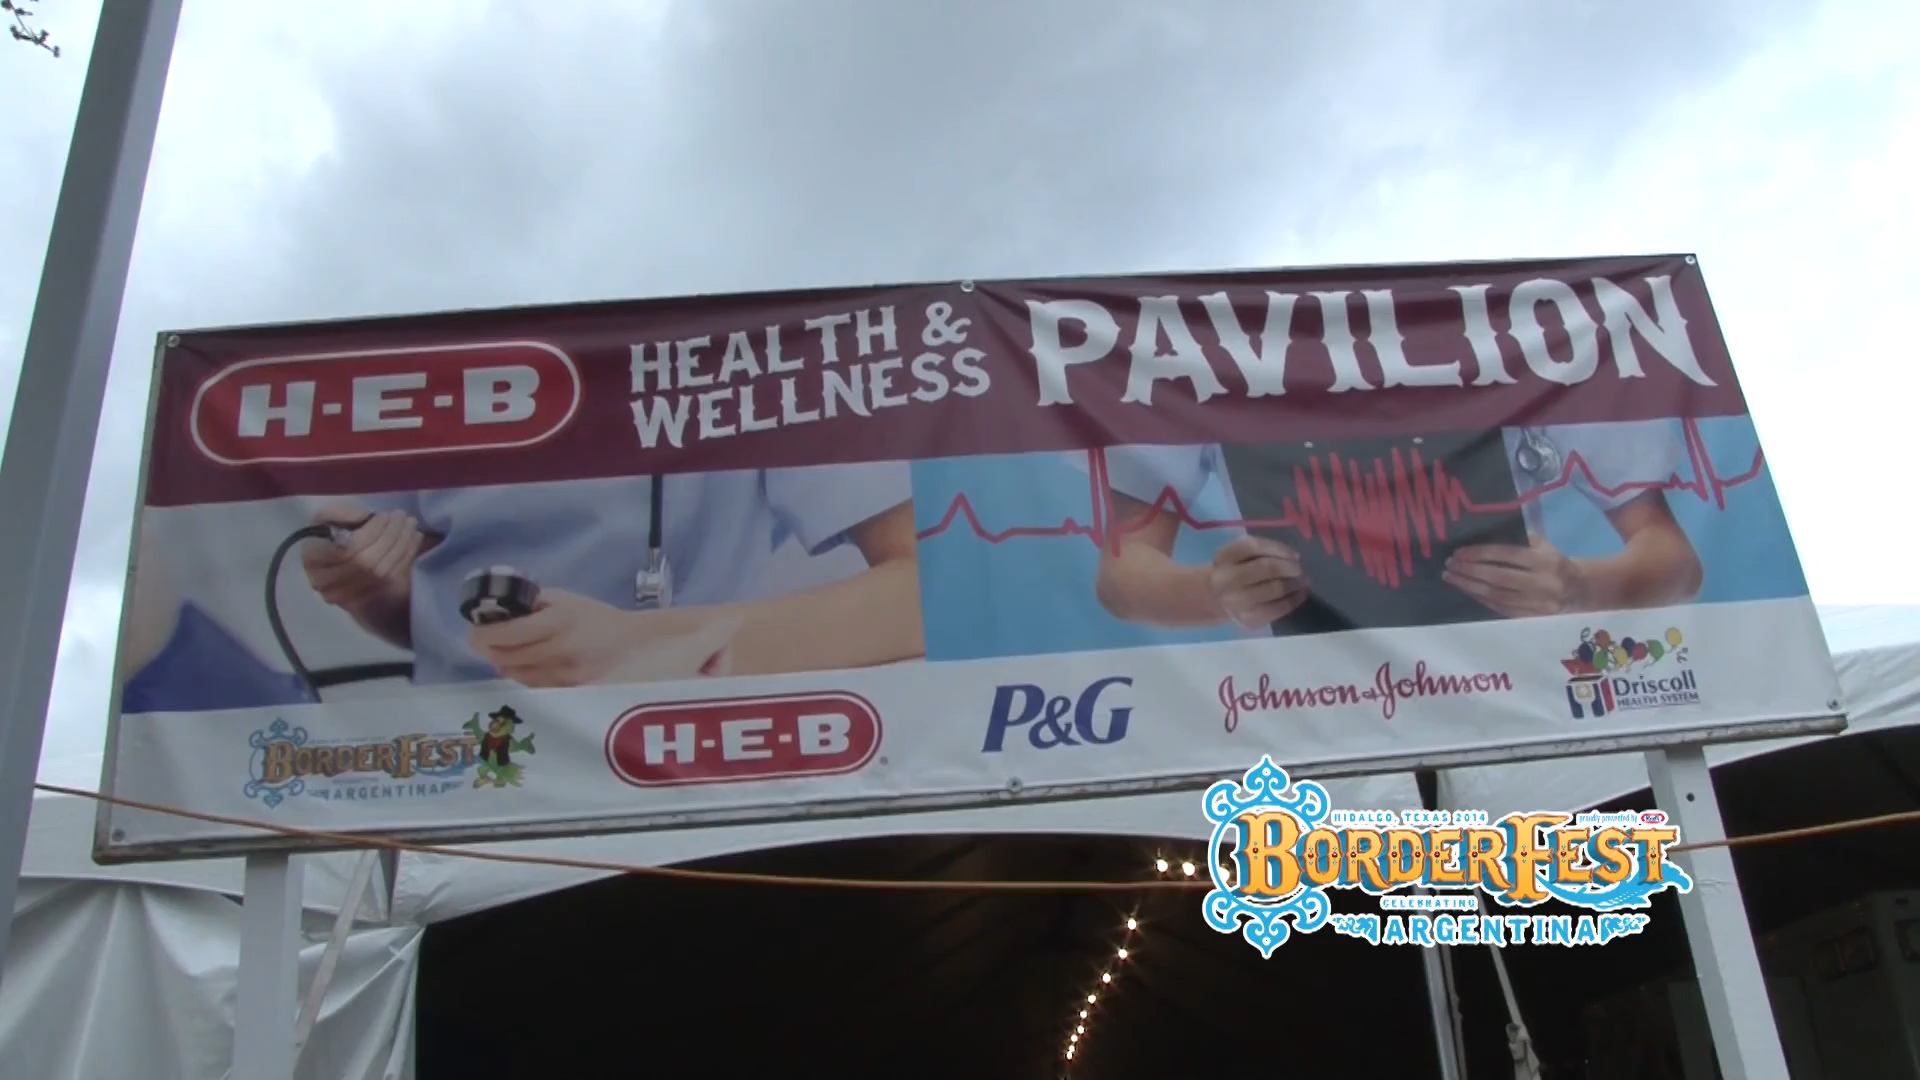 H-E-B
HEALTH &
WELLNESS
PAVILION
BORDERFEST
ARGENTINA
H-E-B
P&G
Johnson & Johnson
Driscoll
HEALTH SYSTEM
HIDALGO, TEXAS 2014
proudly presented by
BORDERFEST
CELEBRATING
ARGENTINA